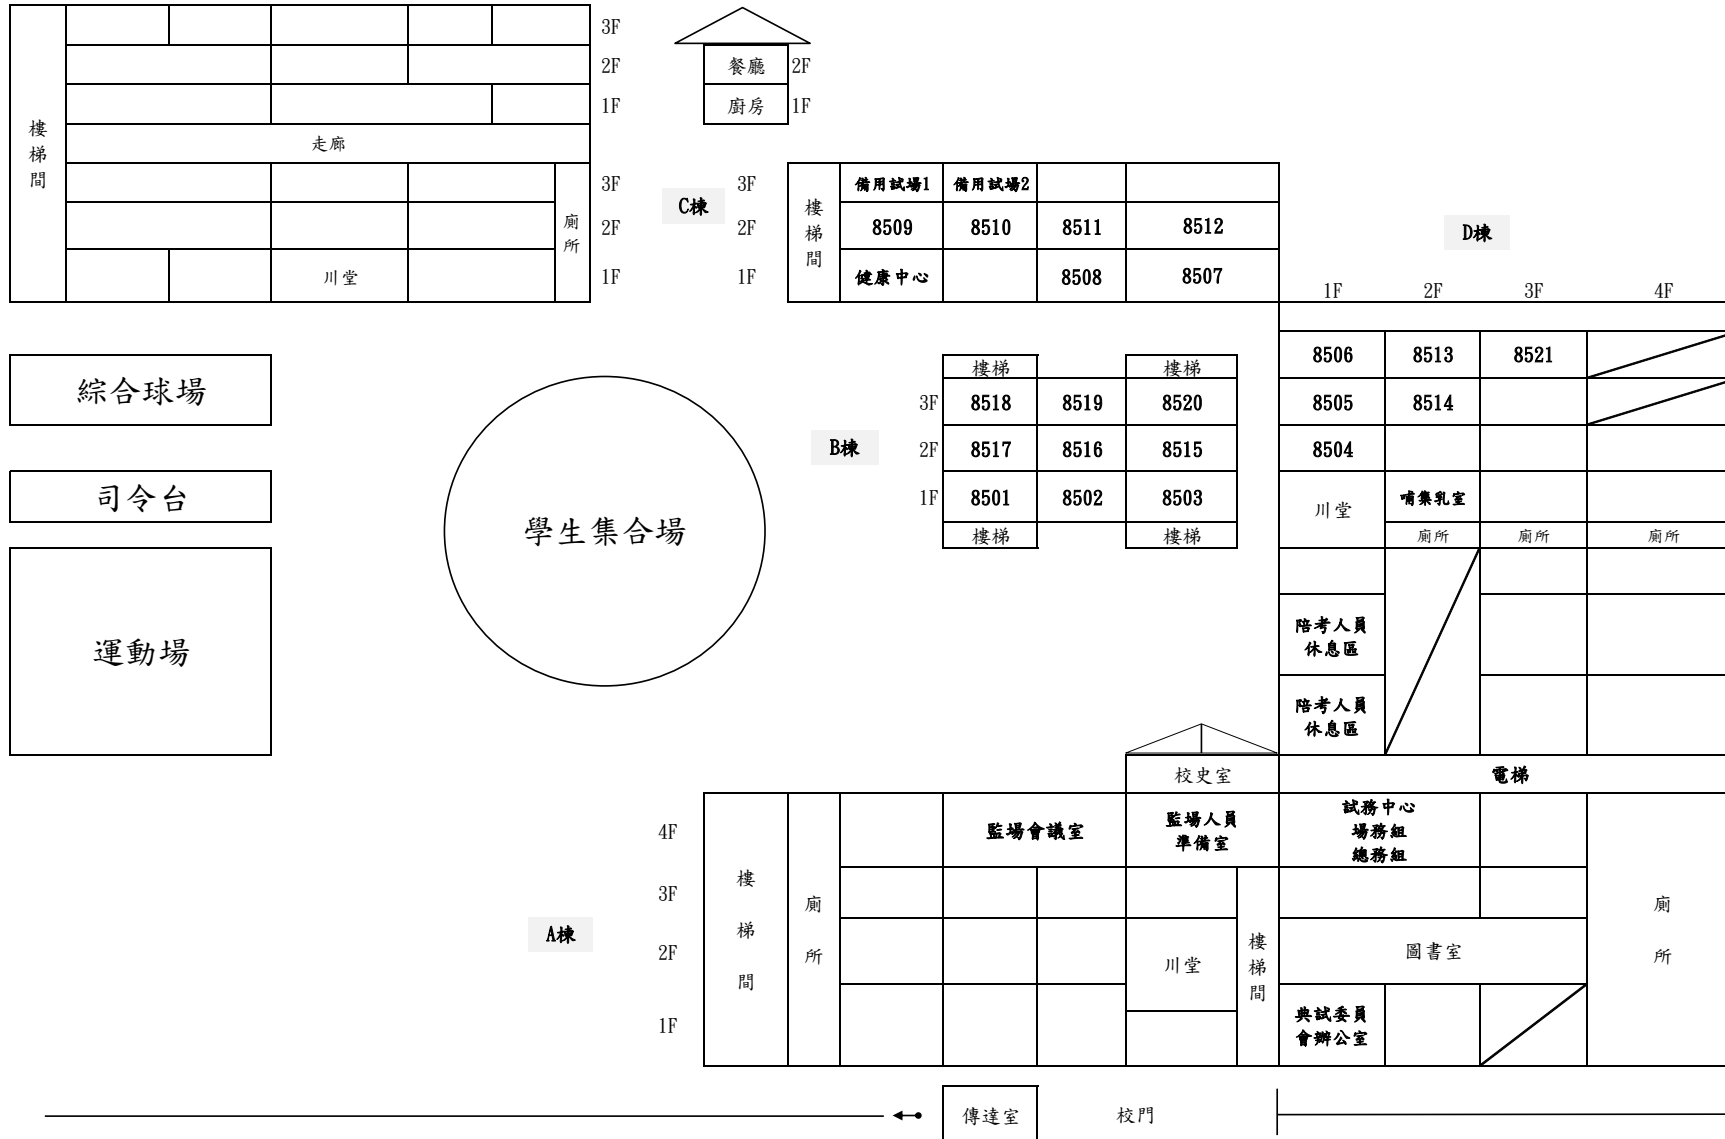 3F
2F
1F
餐廳 2F
廚房 1F
樓梯間
走廊
3F
2F
1F
川堂
廁所
C棟
3F
2F
1F
樓梯間
備用試場1 備用試場2
8509 8510 8511 8512
健康中心 8508 8507
D棟
1F 2F 3F 4F
8506 8513 8521
8505 8514
8504
川堂 哺集乳室
廁所 廁所 廁所
陪考人員
休息區
陪考人員
休息區
綜合球場
司令台
運動場
學生集合場
B棟
樓梯 樓梯
3F 8518 8519 8520
2F 8517 8516 8515
1F 8501 8502 8503
樓梯 樓梯
校史室 電梯
A棟
4F
3F
2F
1F
樓梯間
廁所
監場會議室
監場人員
準備室
試務中心
場務組
總務組
川堂
樓梯間
圖書室
典試委員
會辦公室
廁所
傳達室 校門